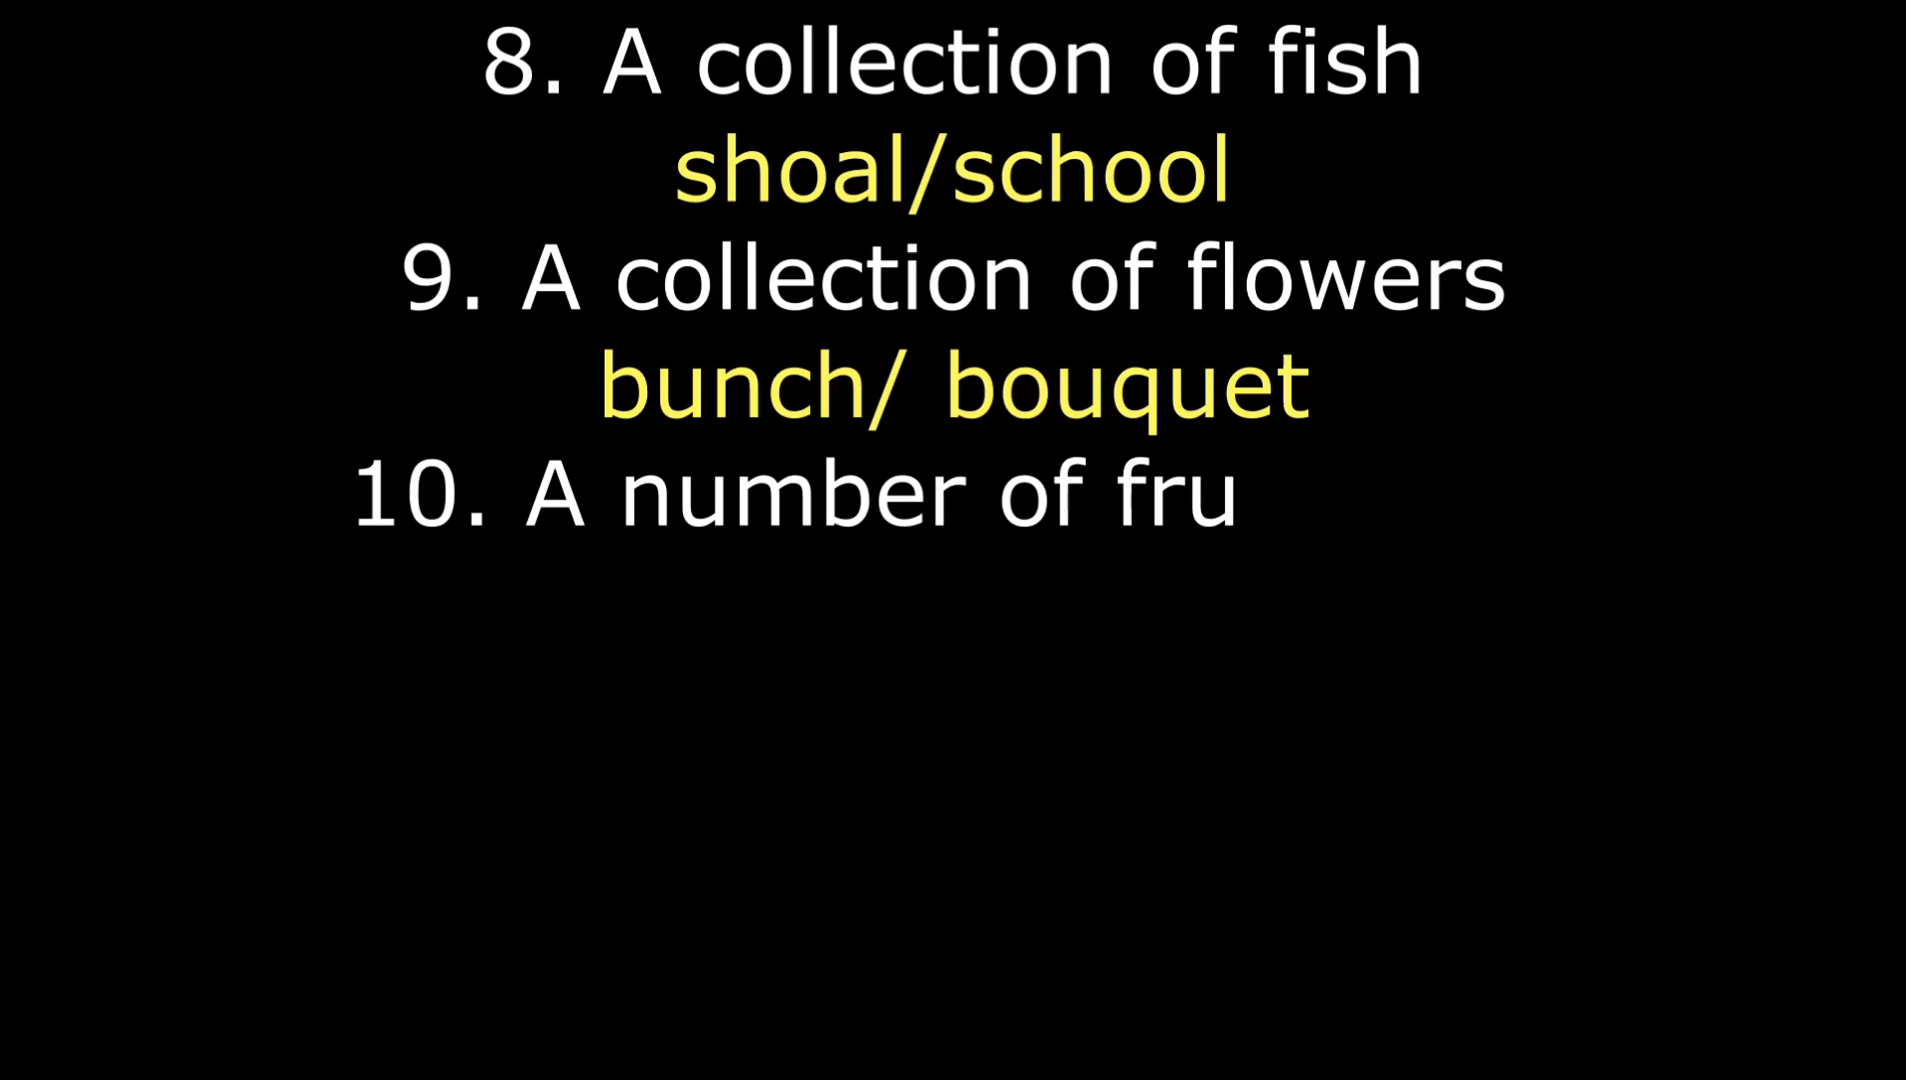 8. A collection of fish
shoal/school
9. A collection of flowers
bunch/ bouquet
10. A number of fru